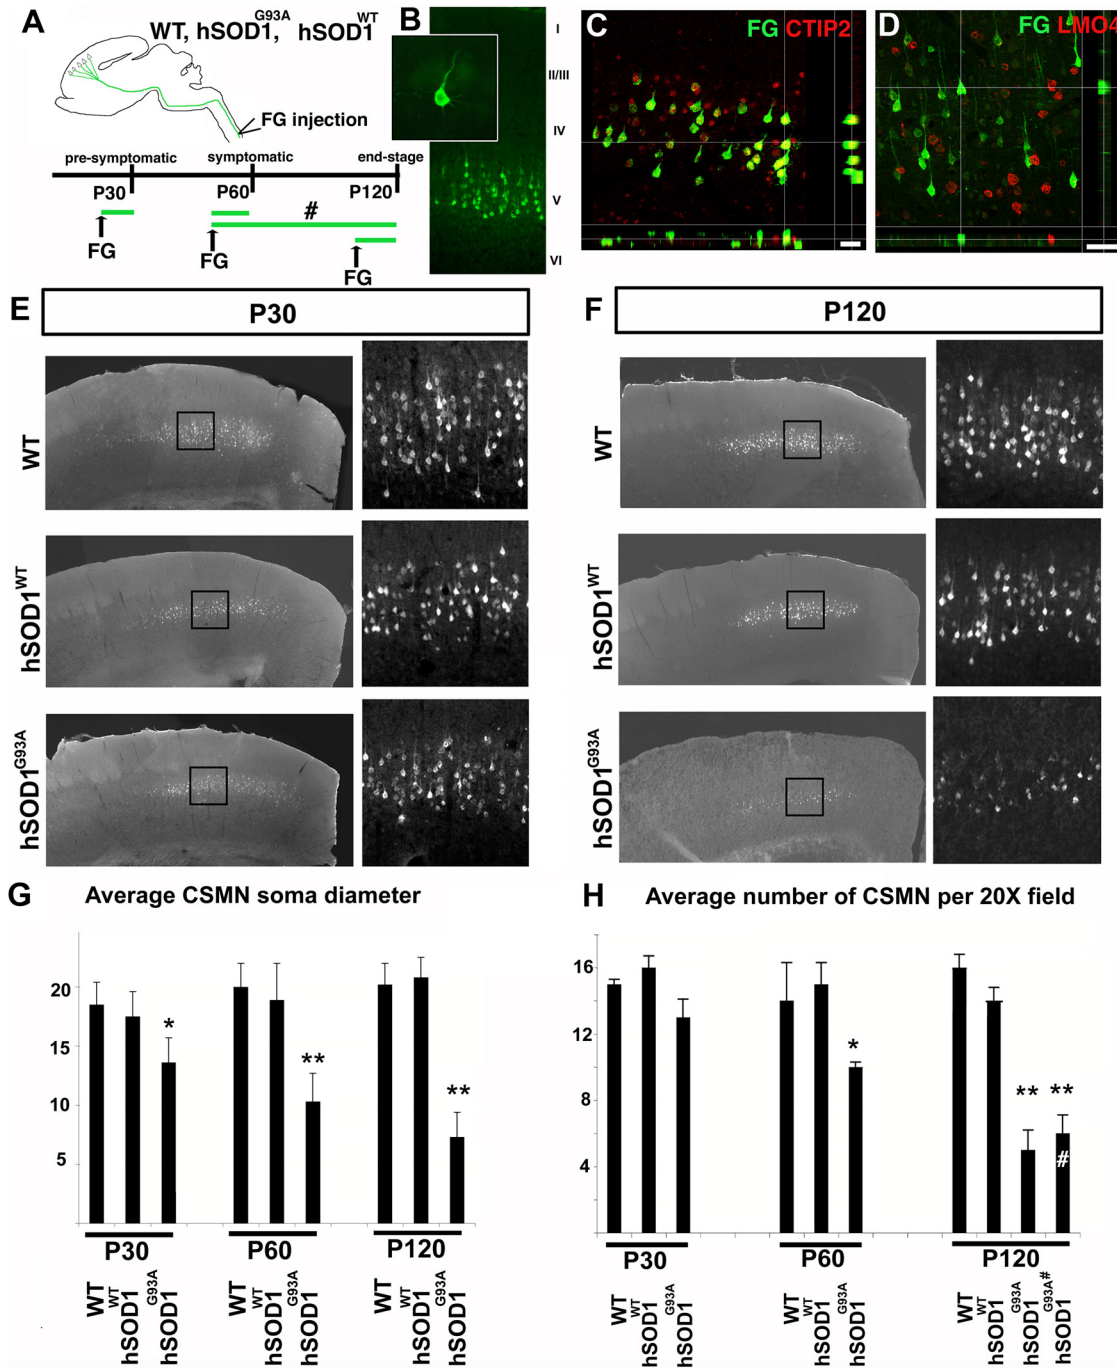 A
WT, hSOD1G93A, hSOD1WT
FG injection
pre-symptomatic
symptomatic
end-stage
P30
P60
P120
#
FG
FG
FG
B
I
II/III
IV
V
VI
C
FG CTIP2
D
FG LMO4
E
P30
WT
hSOD1WT
hSOD1G93A
F
P120
WT
hSOD1WT
hSOD1G93A
G
Average CSMN soma diameter
20
15
10
5
*
**
**
P30
P60
P120
WT
hSOD1WT
hSOD1G93A
WT
hSOD1WT
hSOD1G93A
WT
hSOD1WT
hSOD1G93A
H
Average number of CSMN per 20X field
16
12
8
4
*
**
**
#
P30
P60
P120
WT
hSOD1WT
hSOD1G93A
WT
hSOD1WT
hSOD1G93A
WT
hSOD1WT
hSOD1G93A
hSOD1G93A#